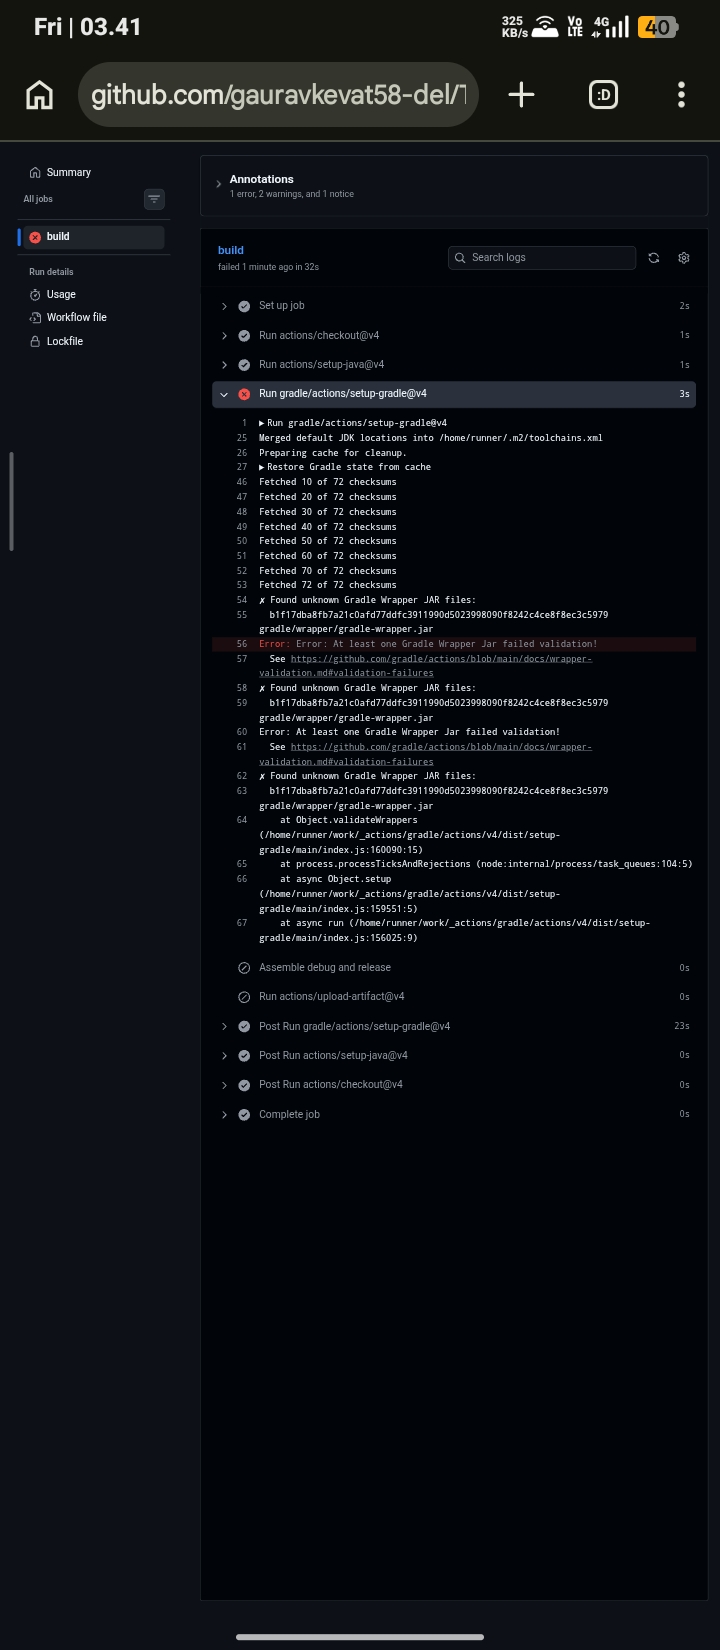 Fri | 03.41
325 KB/s
Vo LTE
4G
40
github.com/gauravkevat58-del/
:D
Summary
All jobs
build
Run details
Usage
Workflow file
Lockfile
Annotations
1 error, 2 warnings, and 1 notice
build
failed 1 minute ago in 32s
Search logs
Set up job 2s
Run actions/checkout@v4 1s
Run actions/setup-java@v4 1s
Run gradle/actions/setup-gradle@v4 3s
1 ▶ Run gradle/actions/setup-gradle@v4
25 Merged default JDK locations into /home/runner/.m2/toolchains.xml
26 Preparing cache for cleanup.
27 ▶ Restore Gradle state from cache
46 Fetched 10 of 72 checksums
47 Fetched 20 of 72 checksums
48 Fetched 30 of 72 checksums
49 Fetched 40 of 72 checksums
50 Fetched 50 of 72 checksums
51 Fetched 60 of 72 checksums
52 Fetched 70 of 72 checksums
53 Fetched 72 of 72 checksums
54 ✗ Found unknown Gradle Wrapper JAR files:
55 b1f17dba8fb7a21c0afd77ddfc3911990d5023998090f8242c4ce8f8ec3c5979
gradle/wrapper/gradle-wrapper.jar
56 Error: Error: At least one Gradle Wrapper Jar failed validation!
57 See https://github.com/gradle/actions/blob/main/docs/wrapper-
validation.md#validation-failures
58 ✗ Found unknown Gradle Wrapper JAR files:
59 b1f17dba8fb7a21c0afd77ddfc3911990d5023998090f8242c4ce8f8ec3c5979
gradle/wrapper/gradle-wrapper.jar
60 Error: At least one Gradle Wrapper Jar failed validation!
61 See https://github.com/gradle/actions/blob/main/docs/wrapper-
validation.md#validation-failures
62 ✗ Found unknown Gradle Wrapper JAR files:
63 b1f17dba8fb7a21c0afd77ddfc3911990d5023998090f8242c4ce8f8ec3c5979
gradle/wrapper/gradle-wrapper.jar
64 at Object.validateWrappers
(/home/runner/work/_actions/gradle/actions/v4/dist/setup-
gradle/main/index.js:160090:15)
65 at process.processTicksAndRejections (node:internal/process/task_queues:104:5)
66 at async Object.setup
(/home/runner/work/_actions/gradle/actions/v4/dist/setup-
gradle/main/index.js:159551:5)
67 at async run (/home/runner/work/_actions/gradle/actions/v4/dist/setup-
gradle/main/index.js:156025:9)
Assemble debug and release 0s
Run actions/upload-artifact@v4 0s
Post Run gradle/actions/setup-gradle@v4 23s
Post Run actions/setup-java@v4 0s
Post Run actions/checkout@v4 0s
Complete job 0s